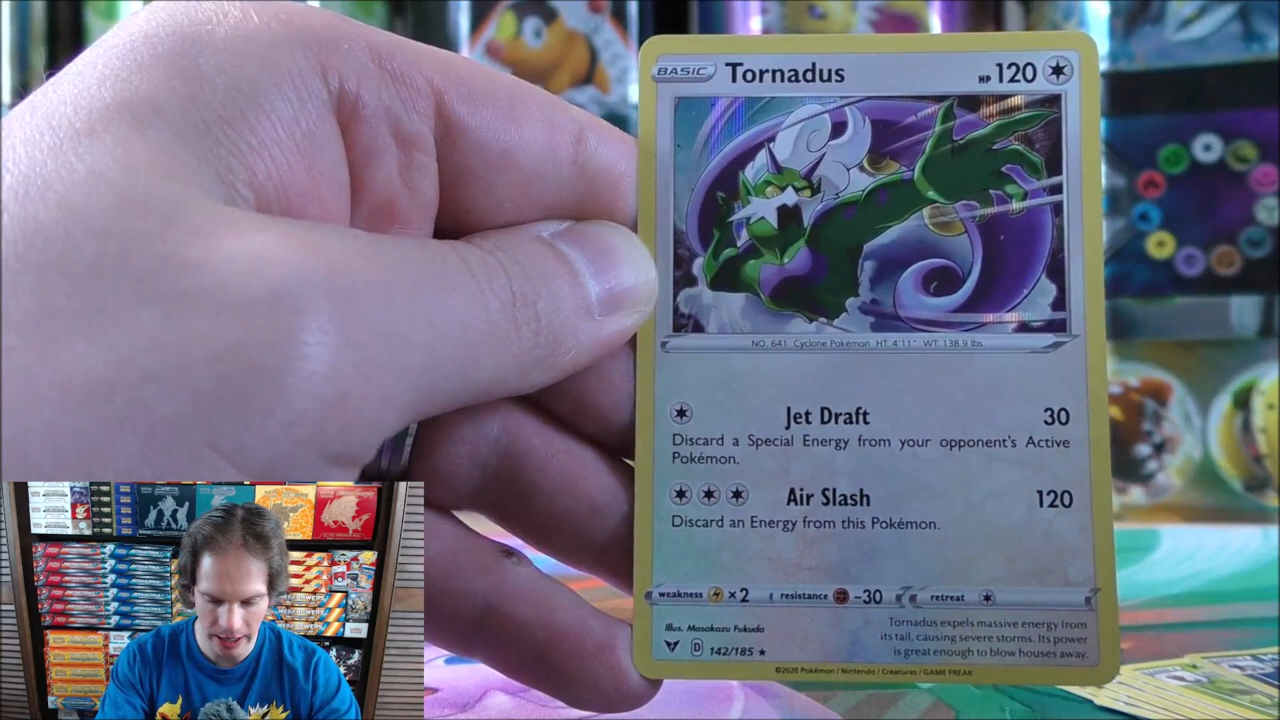 BASIC Tornadus HP 120
NO. 641 Cyclone Pokémon HT: 4'11" WT: 138.9 lbs.
Jet Draft 30
Discard a Special Energy from your opponent's Active
Pokémon.
Air Slash 120
Discard an Energy from this Pokémon.
weakness ×2 resistance -30 retreat
Tornadus expels massive energy from
its tail, causing severe storms. Its power
is great enough to blow houses away.
Illus. Masakazu Fukuda
D 142/185 ★
©2020 Pokémon / Nintendo / Creatures / GAME FREAK